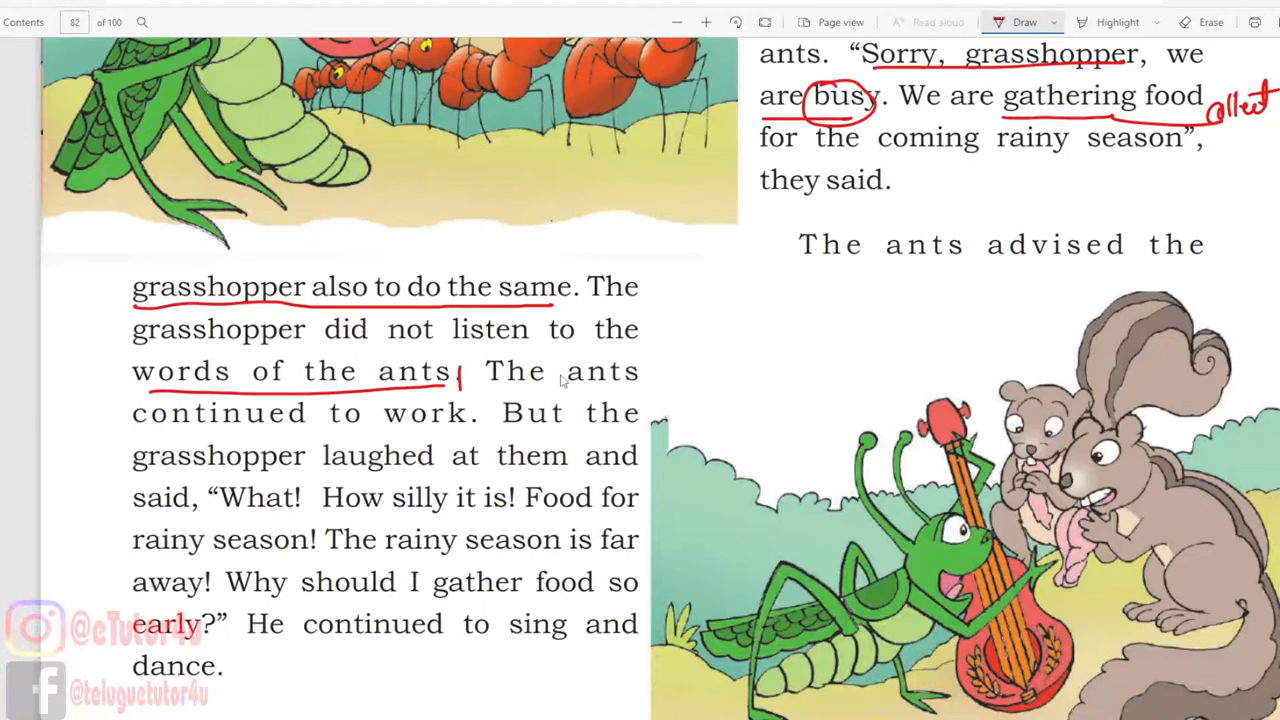 Contents
82 of 100
Page view
Read aloud
Draw
Highlight
Erase
ants. “Sorry, grasshopper, we
are busy. We are gathering food
collect
for the coming rainy season”,
they said.
The ants advised the
grasshopper also to do the same. The
grasshopper did not listen to the
words of the ants. The ants
continued to work. But the
grasshopper laughed at them and
said, “What! How silly it is! Food for
rainy season! The rainy season is far
away! Why should I gather food so
early?” He continued to sing and
dance.
@eTutor4u
@teluguetutor4u